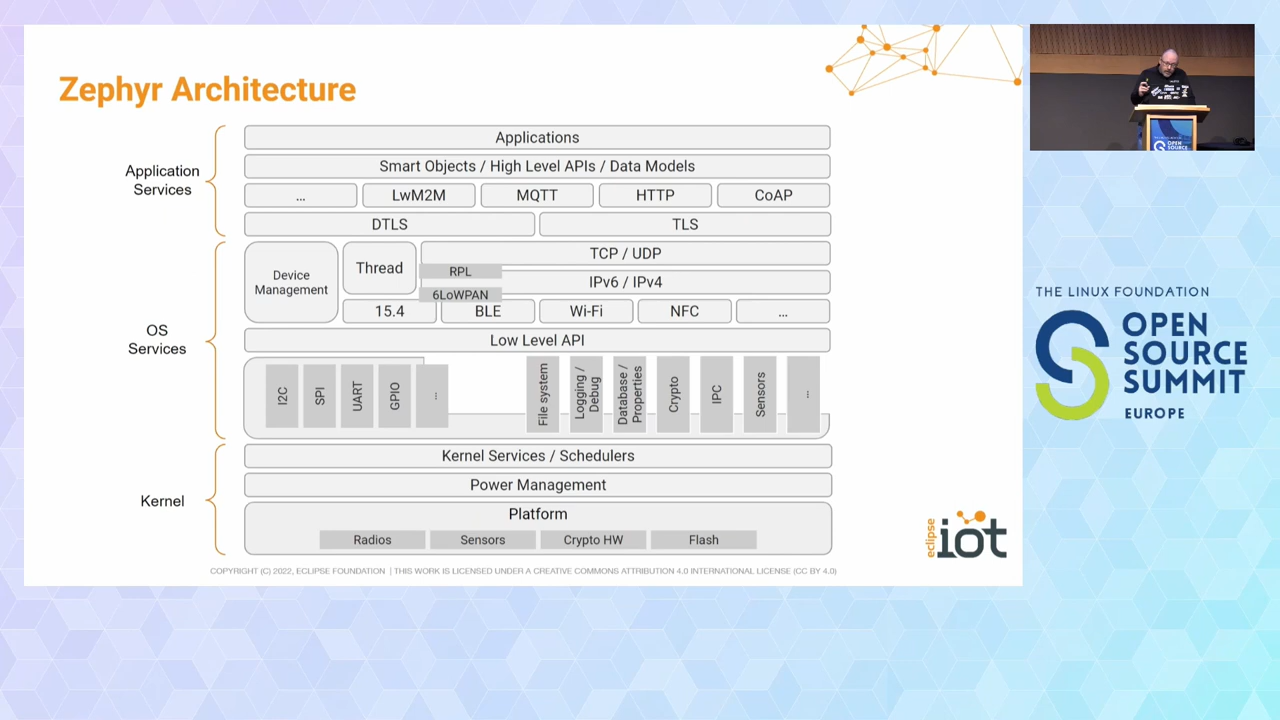 Zephyr Architecture
Application
Services
Applications
Smart Objects / High Level APIs / Data Models
...
LwM2M
MQTT
HTTP
CoAP
DTLS
TLS
OS
Services
Device
Management
Thread
TCP / UDP
RPL
IPv6 / IPv4
6LoWPAN
15.4
BLE
Wi-Fi
NFC
...
Low Level API
I2C
SPI
UART
GPIO
...
File system
Logging /
Debug
Database /
Properties
Crypto
IPC
Sensors
...
Kernel
Kernel Services / Schedulers
Power Management
Platform
Radios
Sensors
Crypto HW
Flash
eclipse
iot
COPYRIGHT (C) 2022, ECLIPSE FOUNDATION | THIS WORK IS LICENSED UNDER A CREATIVE COMMONS ATTRIBUTION 4.0 INTERNATIONAL LICENSE (CC BY 4.0)
OPEN
SOURCE
THE LINUX FOUNDATION
OPEN
SOURCE
SUMMIT
EUROPE